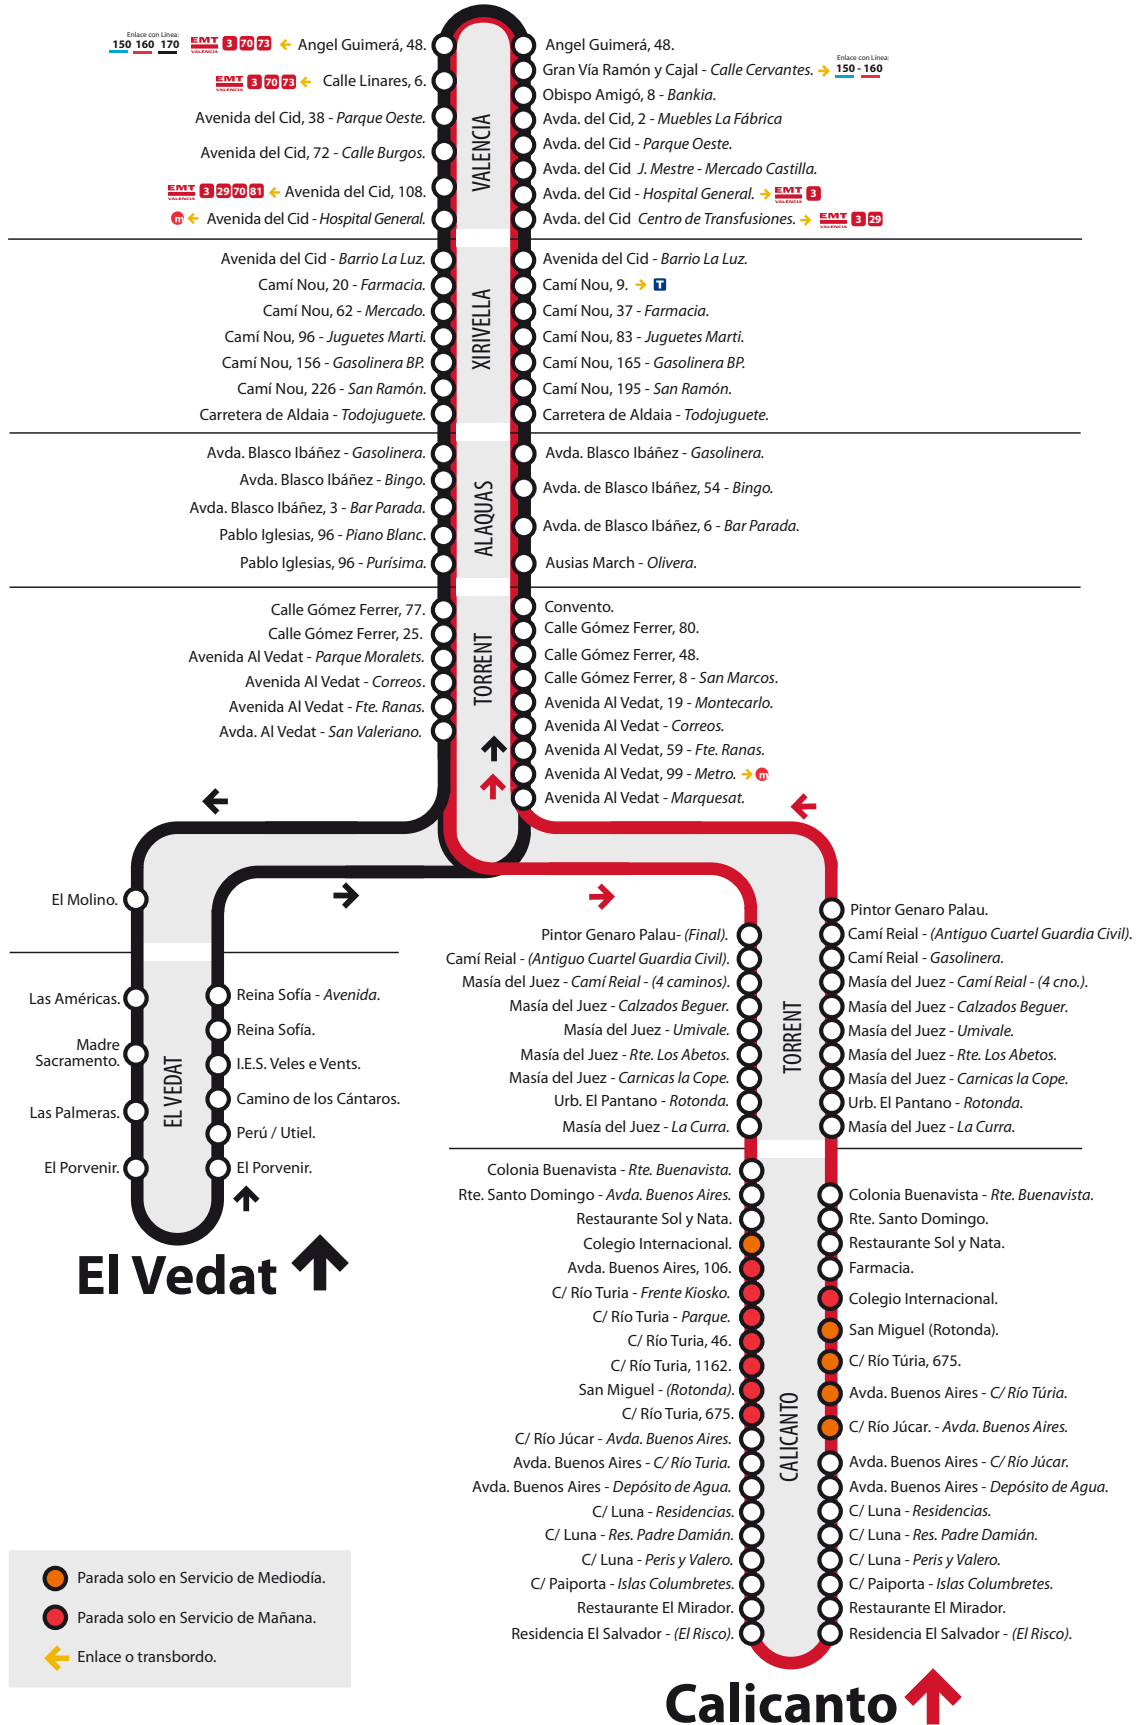 Enlace con Línea:
150 160 170
EMT VALENCIA 3 70 73
Angel Guimerá, 48.
EMT VALENCIA 3 70 73
Calle Linares, 6.
Avenida del Cid, 38 - Parque Oeste.
Avenida del Cid, 72 - Calle Burgos.
EMT VALENCIA 3 29 70 81
Avenida del Cid, 108.
m
Avenida del Cid - Hospital General.
VALENCIA
Angel Guimerá, 48.
Gran Vía Ramón y Cajal - Calle Cervantes.
Enlace con Línea:
150 - 160
Obispo Amigó, 8 - Bankia.
Avda. del Cid, 2 - Muebles La Fábrica
Avda. del Cid - Parque Oeste.
Avda. del Cid J. Mestre - Mercado Castilla.
Avda. del Cid - Hospital General.
EMT VALENCIA 3
Avda. del Cid Centro de Transfusiones.
EMT VALENCIA 3 29
Avenida del Cid - Barrio La Luz.
Camí Nou, 20 - Farmacia.
Camí Nou, 62 - Mercado.
Camí Nou, 96 - Juguetes Marti.
Camí Nou, 156 - Gasolinera BP.
Camí Nou, 226 - San Ramón.
Carretera de Aldaia - Todojuguete.
XIRIVELLA
Avenida del Cid - Barrio La Luz.
Camí Nou, 9.
T
Camí Nou, 37 - Farmacia.
Camí Nou, 83 - Juguetes Marti.
Camí Nou, 165 - Gasolinera BP.
Camí Nou, 195 - San Ramón.
Carretera de Aldaia - Todojuguete.
Avda. Blasco Ibáñez - Gasolinera.
Avda. Blasco Ibáñez - Bingo.
Avda. Blasco Ibáñez, 3 - Bar Parada.
Pablo Iglesias, 96 - Piano Blanc.
Pablo Iglesias, 96 - Purísima.
ALAQUAS
Avda. Blasco Ibáñez - Gasolinera.
Avda. de Blasco Ibáñez, 54 - Bingo.
Avda. de Blasco Ibáñez, 6 - Bar Parada.
Ausias March - Olivera.
Calle Gómez Ferrer, 77.
Calle Gómez Ferrer, 25.
Avenida Al Vedat - Parque Moralets.
Avenida Al Vedat - Correos.
Avenida Al Vedat - Fte. Ranas.
Avda. Al Vedat - San Valeriano.
TORRENT
Convento.
Calle Gómez Ferrer, 80.
Calle Gómez Ferrer, 48.
Calle Gómez Ferrer, 8 - San Marcos.
Avenida Al Vedat, 19 - Montecarlo.
Avenida Al Vedat - Correos.
Avenida Al Vedat, 59 - Fte. Ranas.
Avenida Al Vedat, 99 - Metro.
m
Avenida Al Vedat - Marquesat.
El Molino.
Las Américas.
Madre
Sacramento.
Las Palmeras.
El Porvenir.
EL VEDAT
Reina Sofía - Avenida.
Reina Sofía.
I.E.S. Veles e Vents.
Camino de los Cántaros.
Perú / Utiel.
El Porvenir.
El Vedat
Pintor Genaro Palau- (Final).
Camí Reial - (Antiguo Cuartel Guardia Civil).
Masía del Juez - Camí Reial - (4 caminos).
Masía del Juez - Calzados Beguer.
Masía del Juez - Umivale.
Masía del Juez - Rte. Los Abetos.
Masía del Juez - Carnicas la Cope.
Urb. El Pantano - Rotonda.
Masía del Juez - La Curra.
TORRENT
Pintor Genaro Palau.
Camí Reial - (Antiguo Cuartel Guardia Civil).
Camí Reial - Gasolinera.
Masía del Juez - Camí Reial - (4 cno.).
Masía del Juez - Calzados Beguer.
Masía del Juez - Umivale.
Masía del Juez - Rte. Los Abetos.
Masía del Juez - Carnicas la Cope.
Urb. El Pantano - Rotonda.
Masía del Juez - La Curra.
Colonia Buenavista - Rte. Buenavista.
Rte. Santo Domingo - Avda. Buenos Aires.
Restaurante Sol y Nata.
Colegio Internacional.
Avda. Buenos Aires, 106.
C/ Río Turia - Frente Kiosko.
C/ Río Turia - Parque.
C/ Río Turia, 46.
C/ Río Turia, 1162.
San Miguel - (Rotonda).
C/ Río Turia, 675.
C/ Río Júcar - Avda. Buenos Aires.
Avda. Buenos Aires - C/ Río Turia.
Avda. Buenos Aires - Depósito de Agua.
C/ Luna - Residencias.
C/ Luna - Res. Padre Damián.
C/ Luna - Peris y Valero.
C/ Paiporta - Islas Columbretes.
Restaurante El Mirador.
Residencia El Salvador - (El Risco).
CALICANTO
Colonia Buenavista - Rte. Buenavista.
Rte. Santo Domingo.
Restaurante Sol y Nata.
Farmacia.
Colegio Internacional.
San Miguel (Rotonda).
C/ Río Túria, 675.
Avda. Buenos Aires - C/ Río Túria.
C/ Río Júcar. - Avda. Buenos Aires.
Avda. Buenos Aires - C/ Río Júcar.
Avda. Buenos Aires - Depósito de Agua.
C/ Luna - Residencias.
C/ Luna - Res. Padre Damián.
C/ Luna - Peris y Valero.
C/ Paiporta - Islas Columbretes.
Restaurante El Mirador.
Residencia El Salvador - (El Risco).
Calicanto
Parada solo en Servicio de Mediodía.
Parada solo en Servicio de Mañana.
Enlace o transbordo.